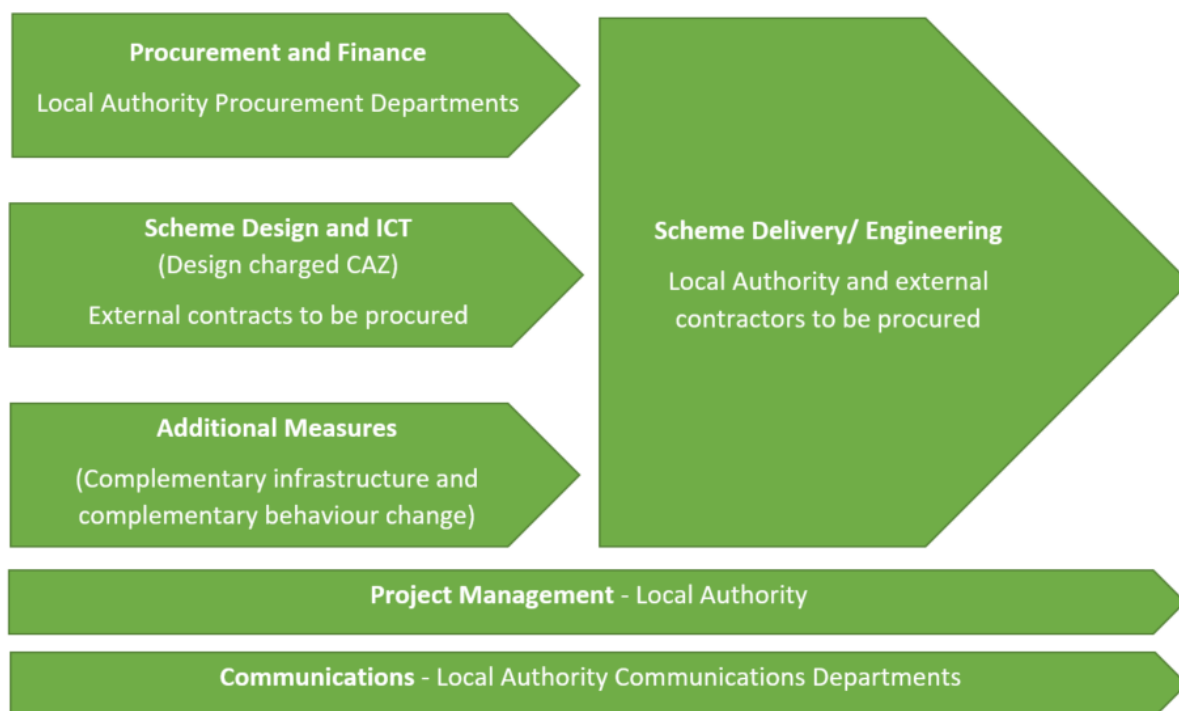 Procurement and Finance
Local Authority Procurement Departments
Scheme Design and ICT
(Design charged CAZ)
External contracts to be procured
Additional Measures
(Complementary infrastructure and
complementary behaviour change)
Scheme Delivery/ Engineering
Local Authority and external
contractors to be procured
Project Management - Local Authority
Communications - Local Authority Communications Departments